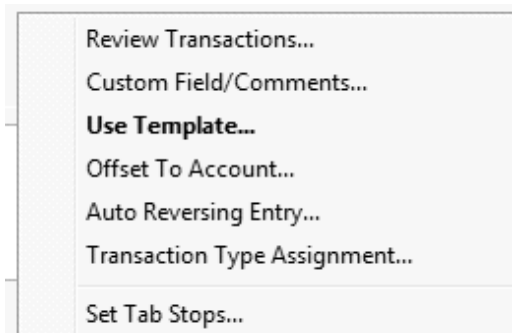 Review Transactions...
Custom Field/Comments...
Use Template...
Offset To Account...
Auto Reversing Entry...
Transaction Type Assignment...
Set Tab Stops...